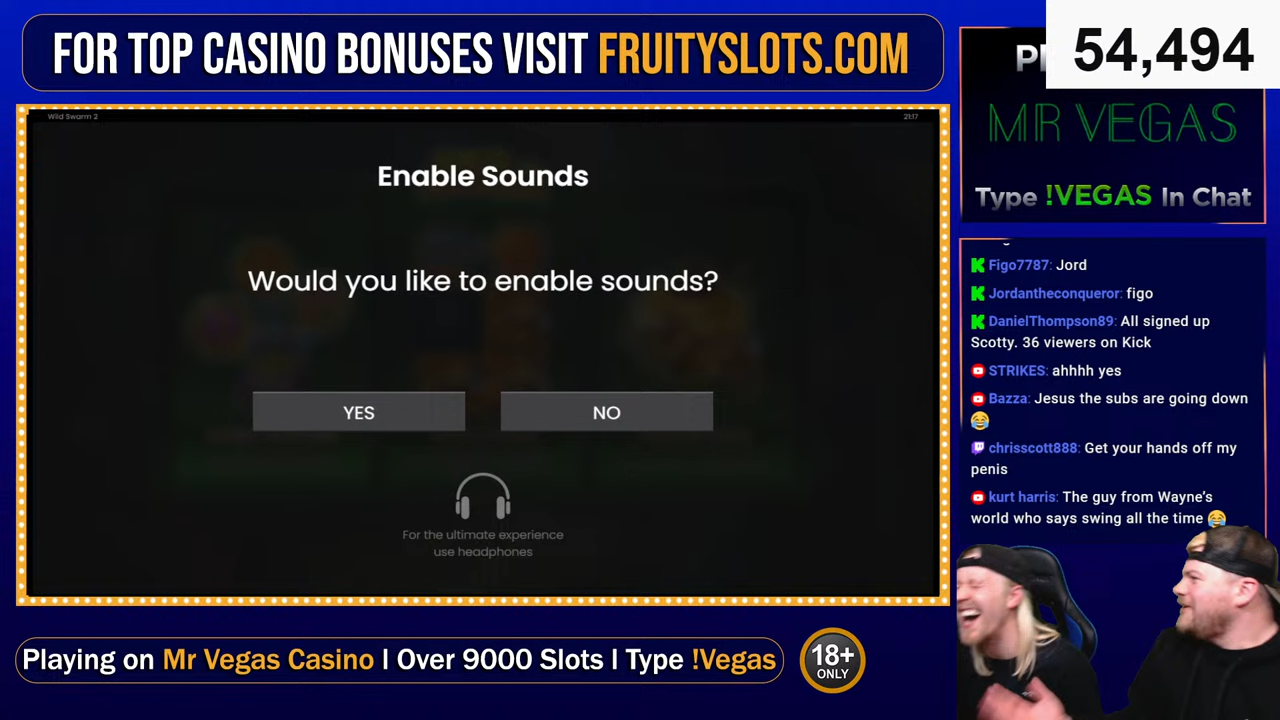 FOR TOP CASINO BONUSES VISIT FRUITYSLOTS.COM
54,494
MR VEGAS
Type !VEGAS In Chat
Wild Swarm 2
21:17
Enable Sounds
Would you like to enable sounds?
YES
NO
For the ultimate experience
use headphones
Figo7787: Jord
Jordantheconqueror: figo
DanielThompson89: All signed up
Scotty. 36 viewers on Kick
STRIKES: ahhhh yes
Bazza: Jesus the subs are going down
😂
chrisscott888: Get your hands off my
penis
kurt harris: The guy from Wayne's
world who says swing all the time 😂
Playing on Mr Vegas Casino | Over 9000 Slots | Type !Vegas
18+
ONLY